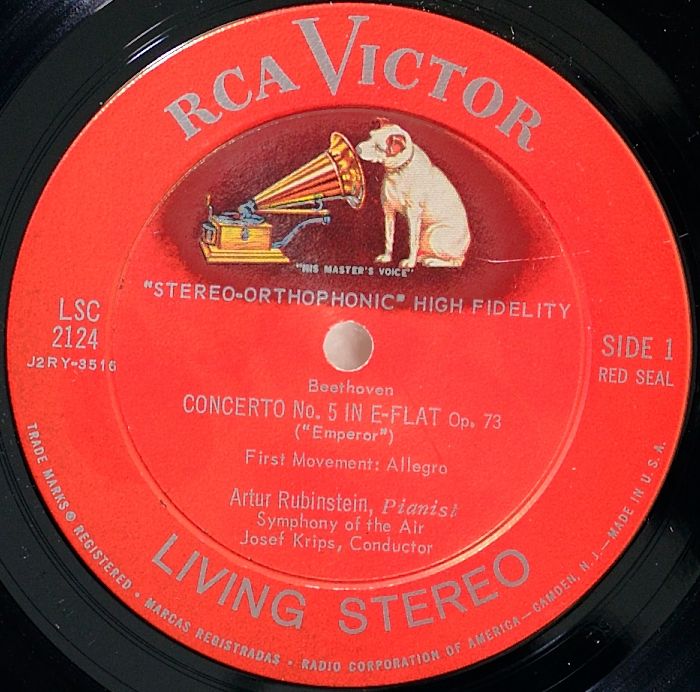 RCA VICTOR
"HIS MASTER'S VOICE"
"STEREO-ORTHOPHONIC" HIGH FIDELITY
LSC
2124
J2RY-3516
SIDE 1
RED SEAL
Beethoven
CONCERTO No. 5 IN E-FLAT Op. 73
("Emperor")
First Movement: Allegro
Artur Rubinstein, Pianist
Symphony of the Air
Josef Krips, Conductor
LIVING STEREO
TRADE MARKS ® REGISTERED • MARCAS REGISTRADAS • RADIO CORPORATION OF AMERICA—CAMDEN, N. J.—MADE IN U.S.A.